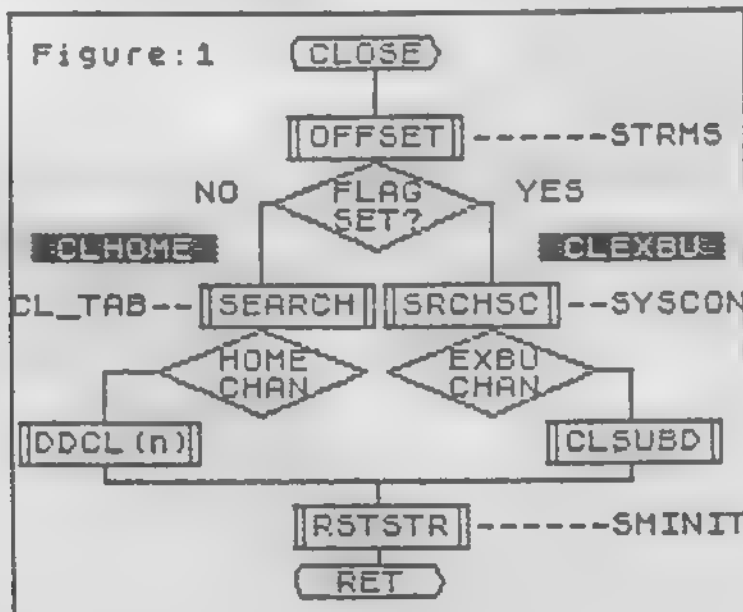 Figure:1
CLOSE
OFFSET ------STRMS
NO FLAG YES
SET?
CLHOME CLEXBU
CL_TAB-- SEARCH SRCHSC --SYSCON
HOME EXBU
CHAN CHAN
DDCL(n) CLSUBD
RSTSTR ------SMINIT
RET